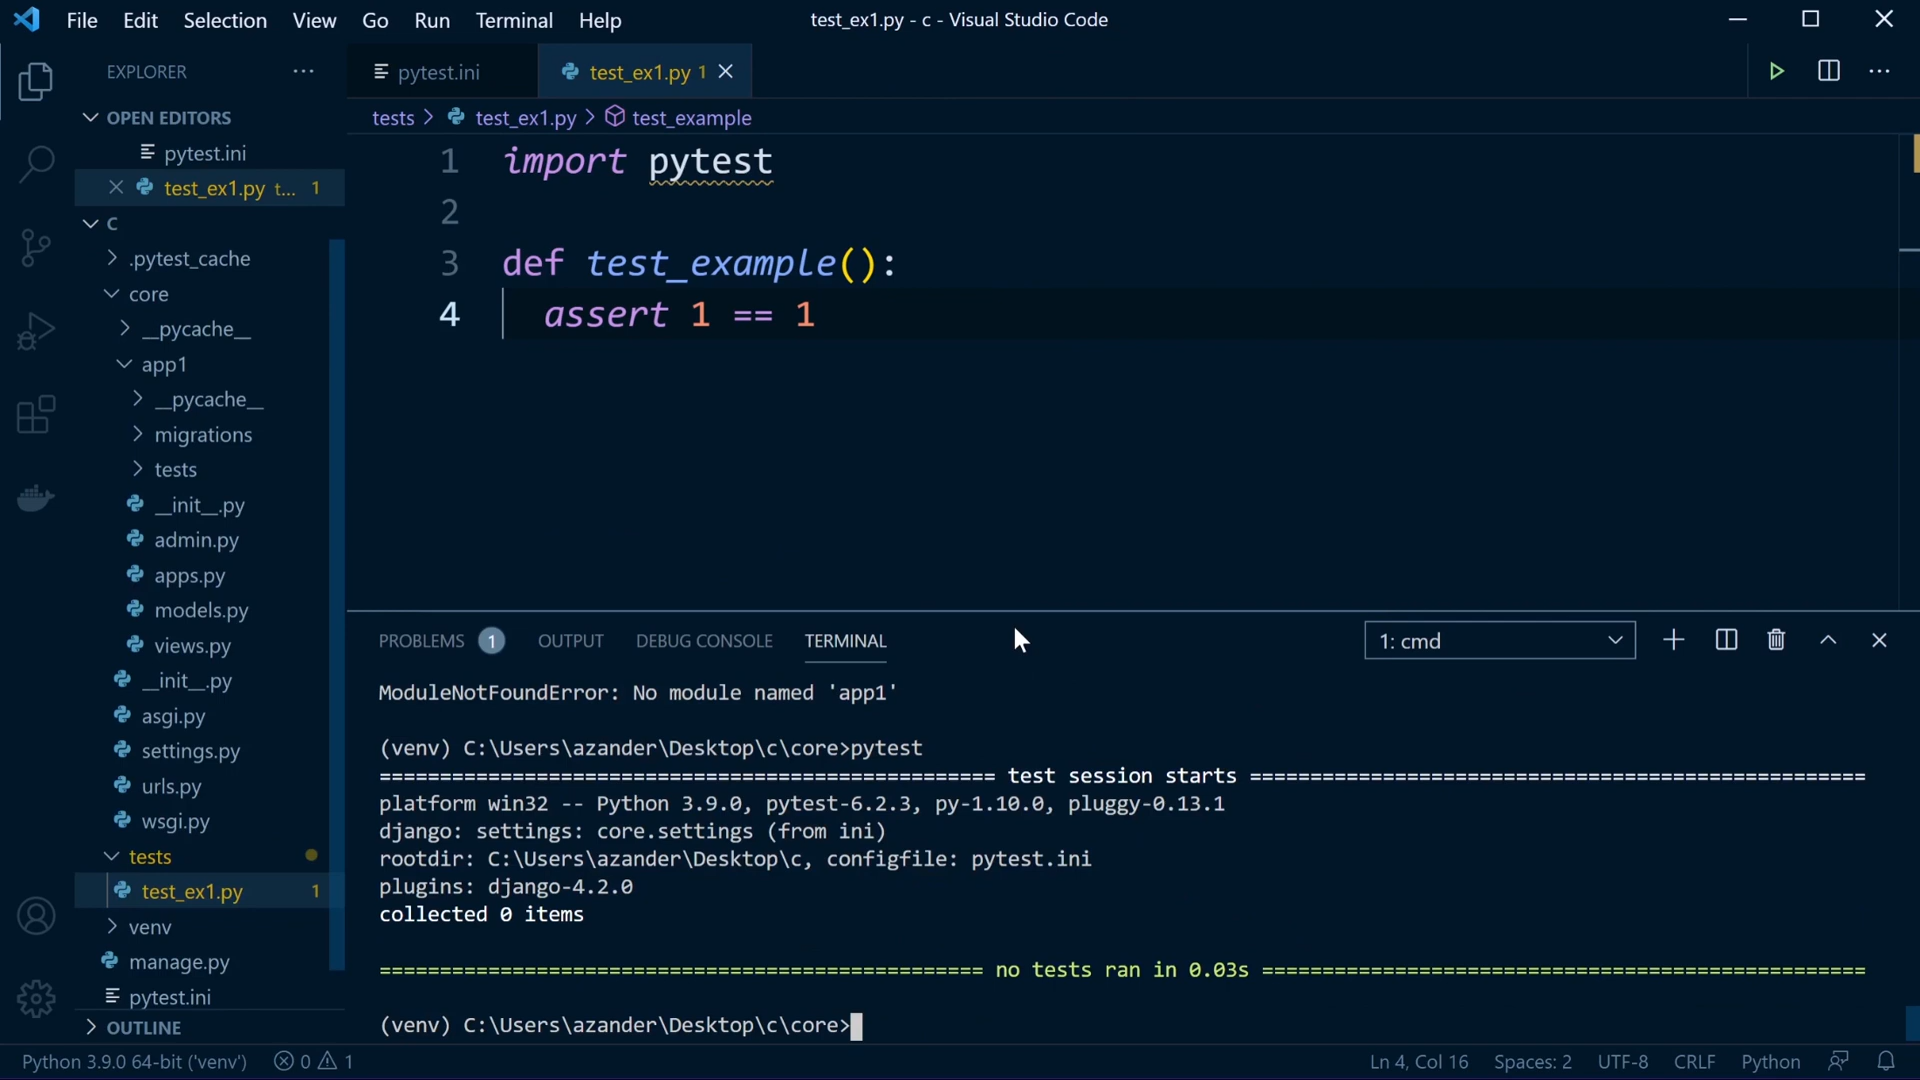 File Edit Selection View Go Run Terminal Help
test_ex1.py - c - Visual Studio Code
EXPLORER
OPEN EDITORS
pytest.ini
test_ex1.py t... 1
C
.pytest_cache
core
__pycache__
app1
__pycache__
migrations
tests
__init__.py
admin.py
apps.py
models.py
views.py
__init__.py
asgi.py
settings.py
urls.py
wsgi.py
tests
test_ex1.py 1
venv
manage.py
pytest.ini
OUTLINE
pytest.ini
test_ex1.py 1
tests > test_ex1.py > test_example
1 import pytest
2
3 def test_example():
4 assert 1 == 1
PROBLEMS 1 OUTPUT DEBUG CONSOLE TERMINAL
1: cmd
ModuleNotFoundError: No module named 'app1'
(venv) C:\Users\azander\Desktop\c\core>pytest
=================================================== test session starts ===================================================
platform win32 -- Python 3.9.0, pytest-6.2.3, py-1.10.0, pluggy-0.13.1
django: settings: core.settings (from ini)
rootdir: C:\Users\azander\Desktop\c, configfile: pytest.ini
plugins: django-4.2.0
collected 0 items
================================================== no tests ran in 0.03s ==================================================
(venv) C:\Users\azander\Desktop\c\core>
Python 3.9.0 64-bit ('venv') 0 1
Ln 4, Col 16 Spaces: 2 UTF-8 CRLF Python